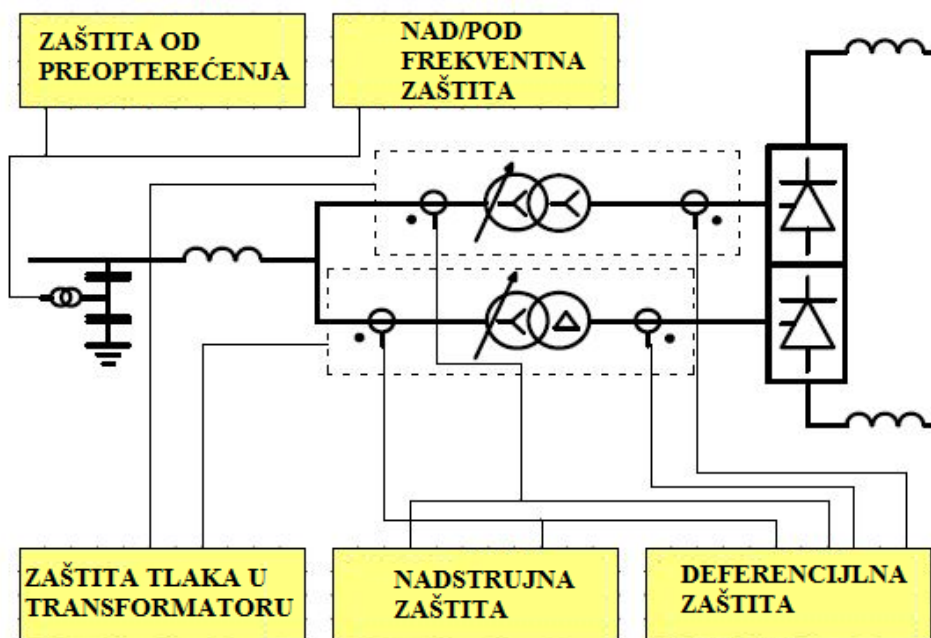 ZAŠTITA OD
PREOPTEREĆENJA
NAD/POD
FREKVENTNA
ZAŠTITA
ZAŠTITA TLAKA U
TRANSFORMATORU
NADSTRUJNA
ZAŠTITA
DEFERENCIJLNA
ZAŠTITA